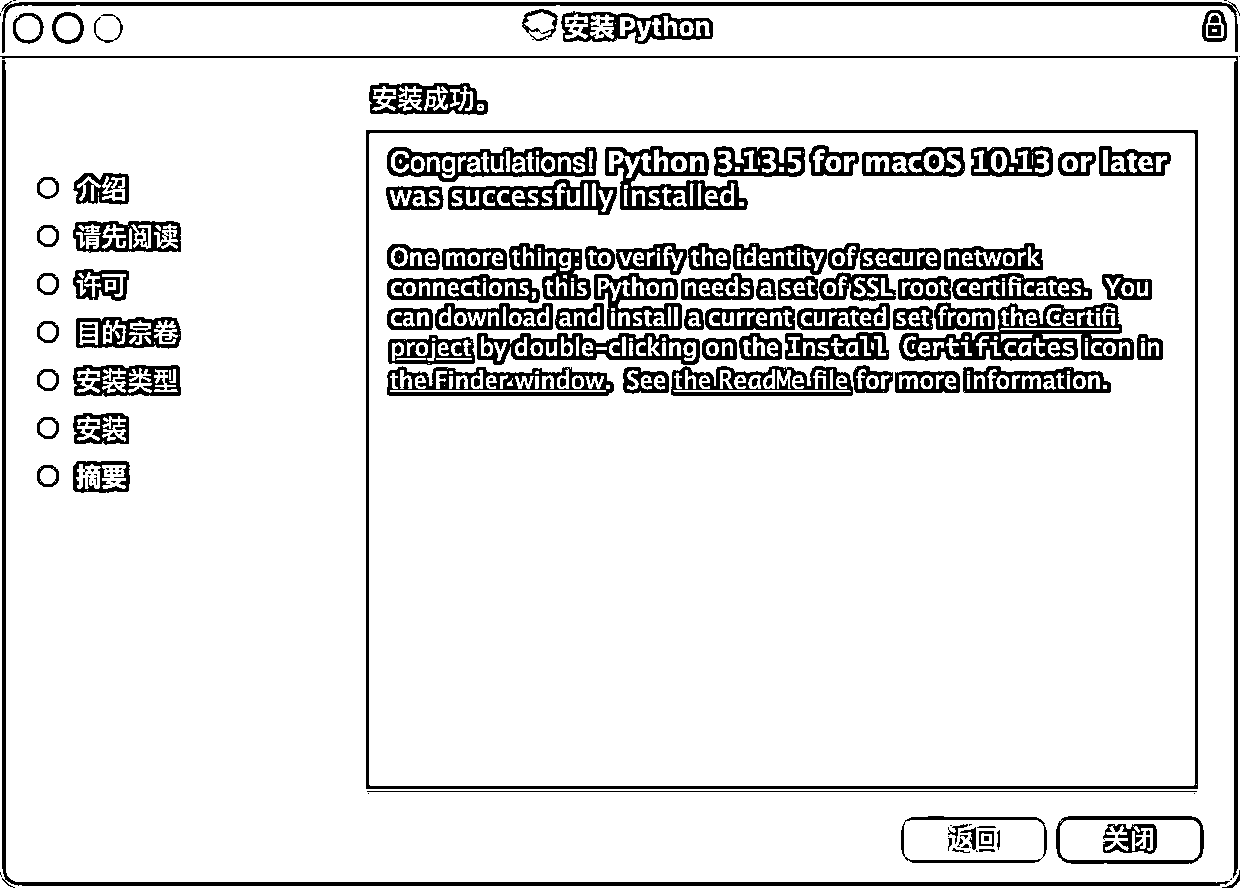 安装Python
安装成功。
介绍
请先阅读
许可
目的宗卷
安装类型
安装
摘要
Congratulations! Python 3.13.5 for macOS 10.13 or later
was successfully installed.
One more thing: to verify the identity of secure network
connections, this Python needs a set of SSL root certificates. You
can download and install a current curated set from the Certifi
project by double-clicking on the Install Certificates icon in
the Finder window. See the ReadMe file for more information.
返回
关闭